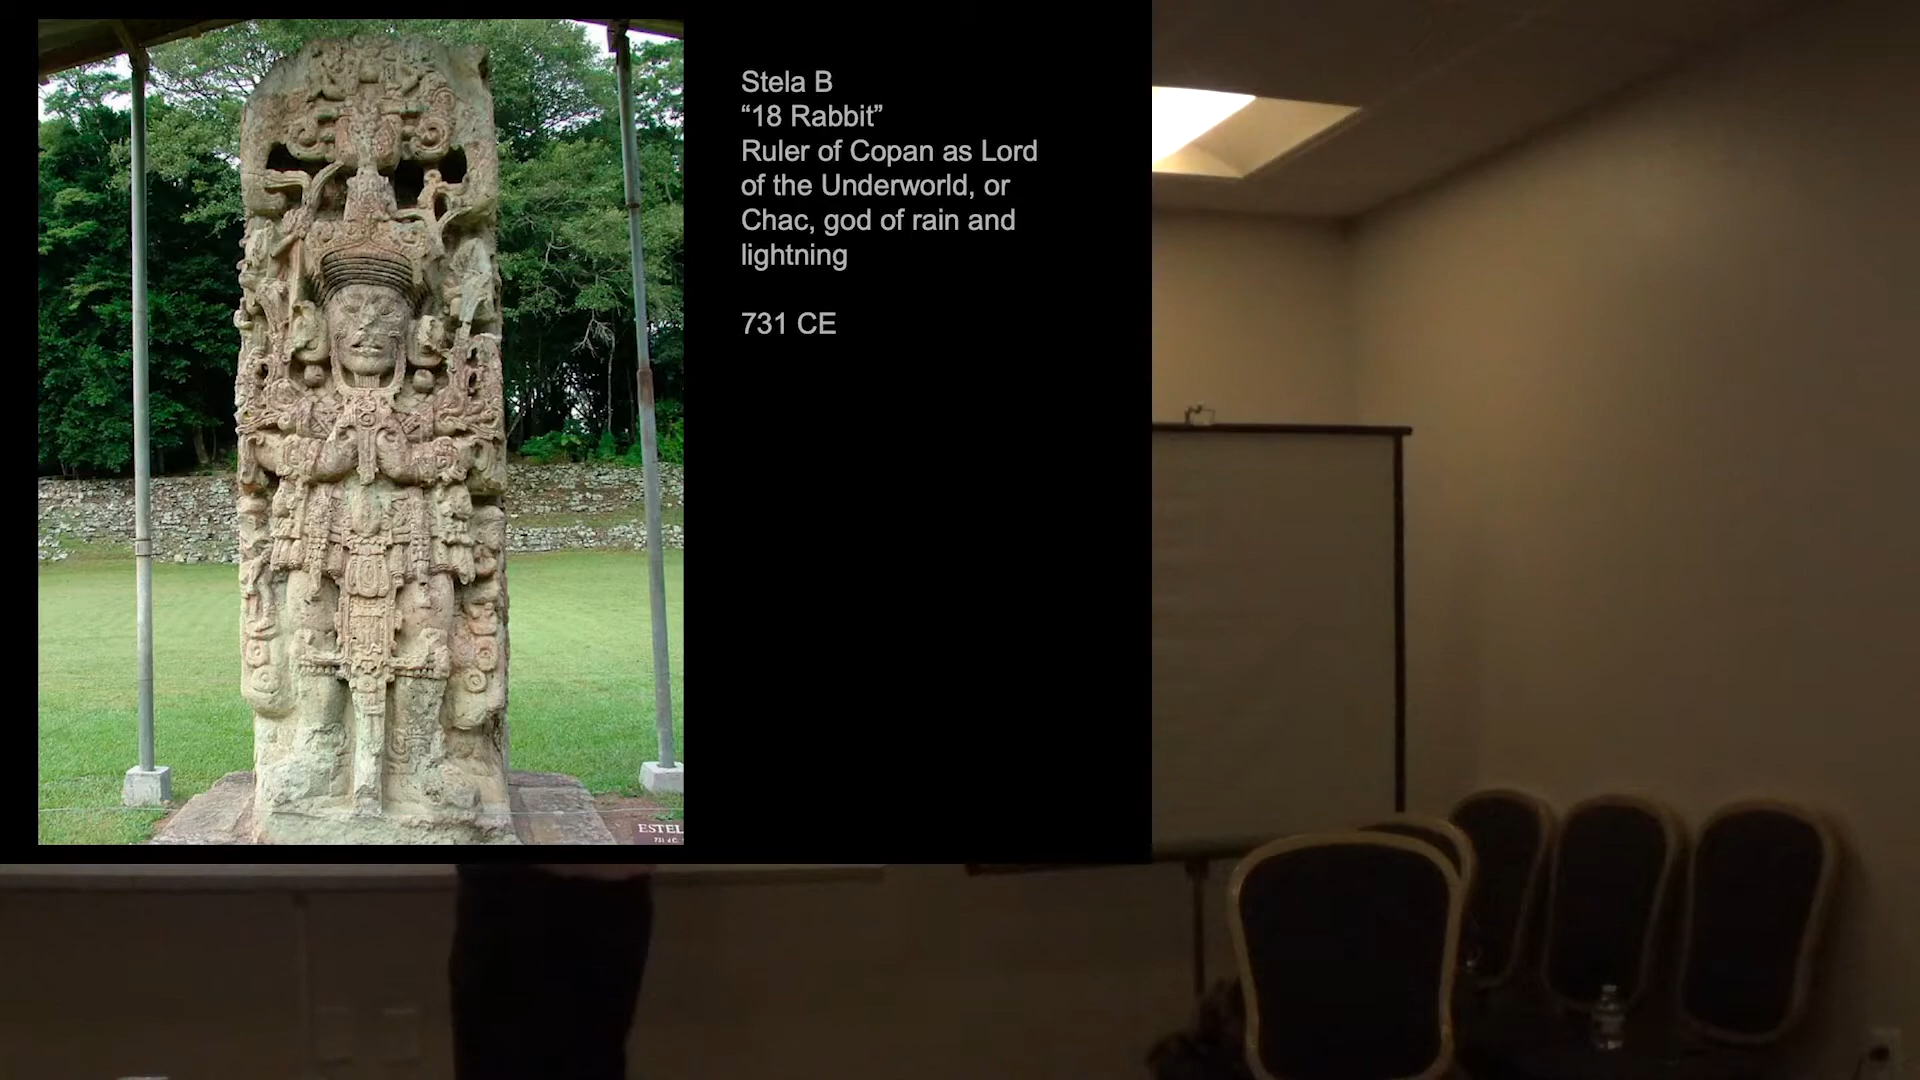 Stela B
“18 Rabbit”
Ruler of Copan as Lord
of the Underworld, or
Chac, god of rain and
lightning
731 CE
ESTEL